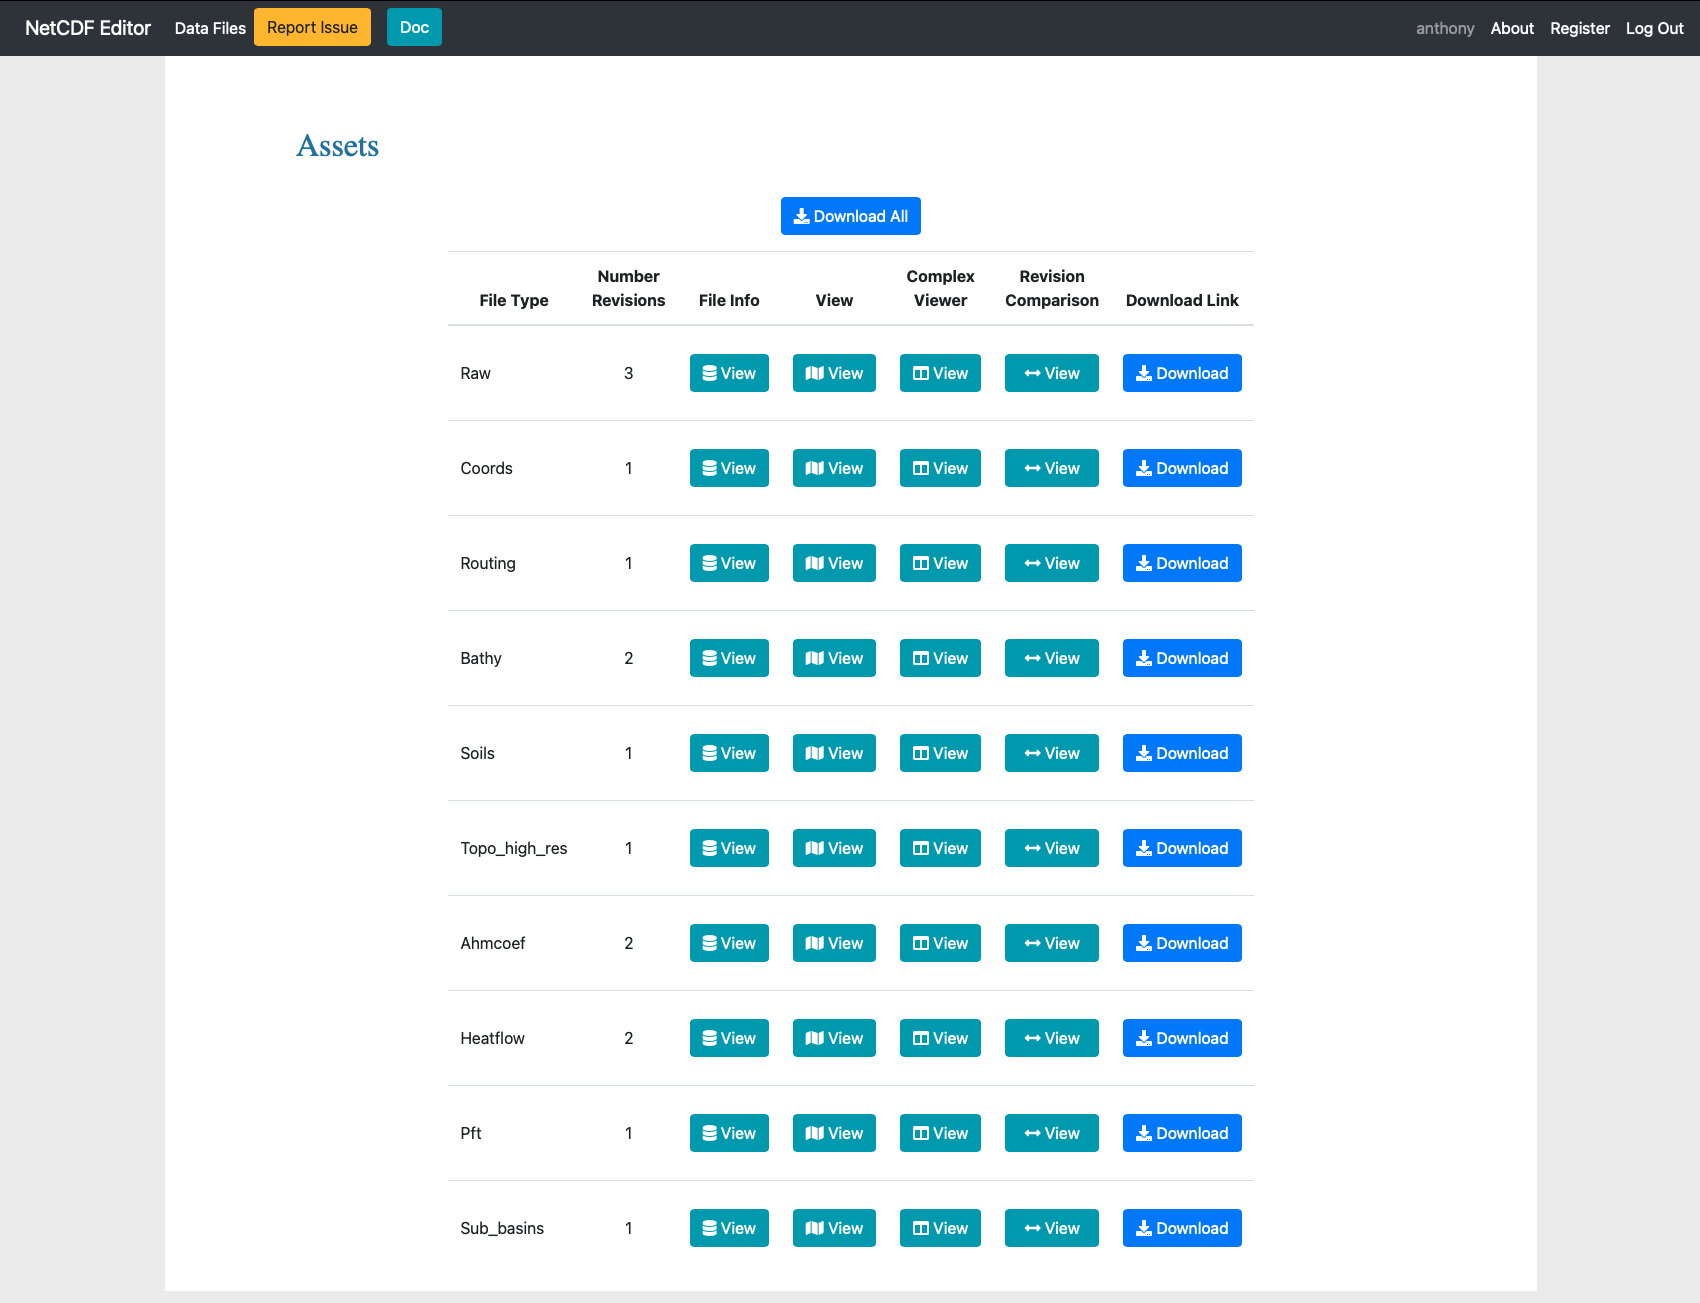 NetCDF Editor Data Files Report Issue Doc anthony About Register Log Out
Assets
Download All
File Type Number Revisions File Info View Complex Viewer Revision Comparison Download Link
Raw 3 View View View View Download
Coords 1 View View View View Download
Routing 1 View View View View Download
Bathy 2 View View View View Download
Soils 1 View View View View Download
Topo_high_res 1 View View View View Download
Ahmcoef 2 View View View View Download
Heatflow 2 View View View View Download
Pft 1 View View View View Download
Sub_basins 1 View View View View Download